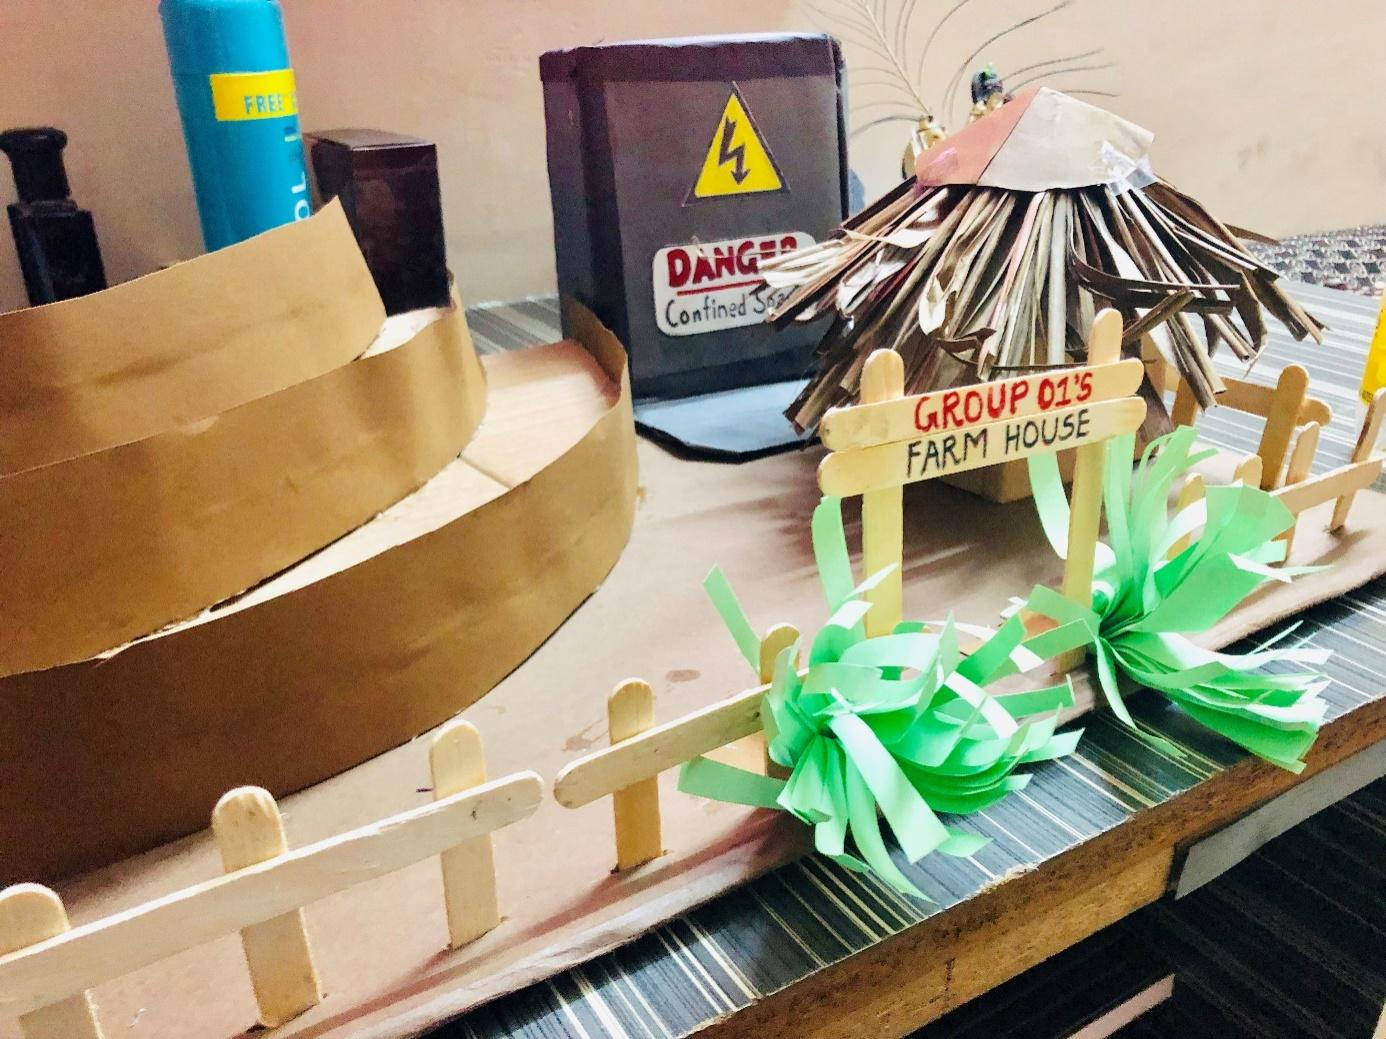 FREE
DANGER
Confined
GROUP 01'S
FARM HOUSE